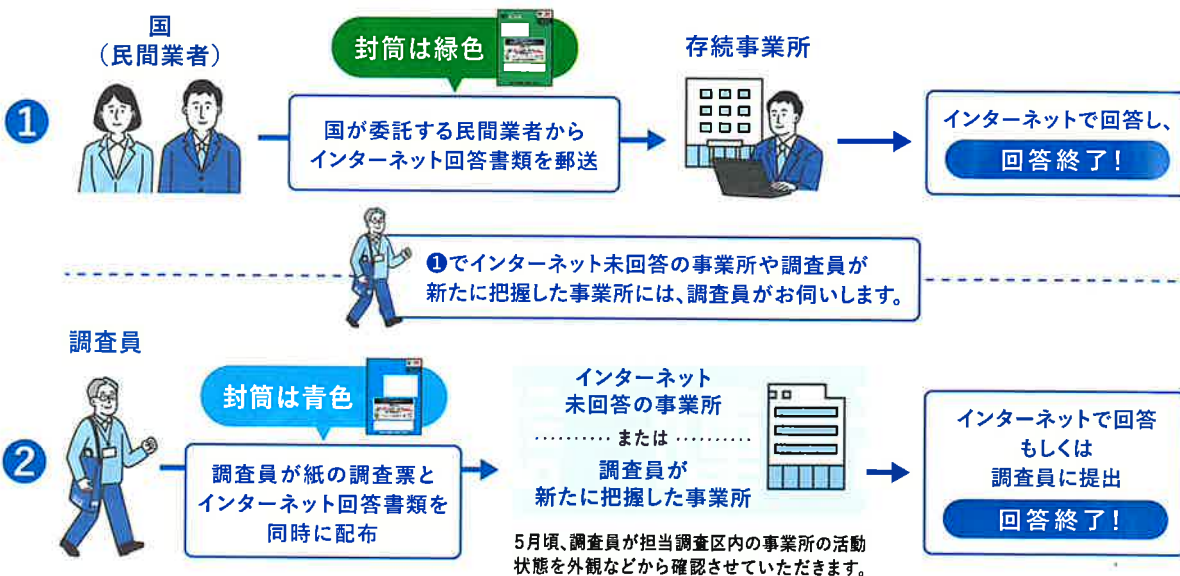 国
（民間業者）
封筒は緑色
存続事業所
❶
国が委託する民間業者から
インターネット回答書類を郵送
インターネットで回答し、
回答終了！
❶でインターネット未回答の事業所や調査員が
新たに把握した事業所には、調査員がお伺いします。
調査員
封筒は青色
❷
調査員が紙の調査票と
インターネット回答書類を
同時に配布
インターネット
未回答の事業所
‥‥‥‥‥ または ‥‥‥‥‥
調査員が
新たに把握した事業所
インターネットで回答
もしくは
調査員に提出
回答終了！
5月頃、調査員が担当調査区内の事業所の活動
状態を外観などから確認させていただきます。